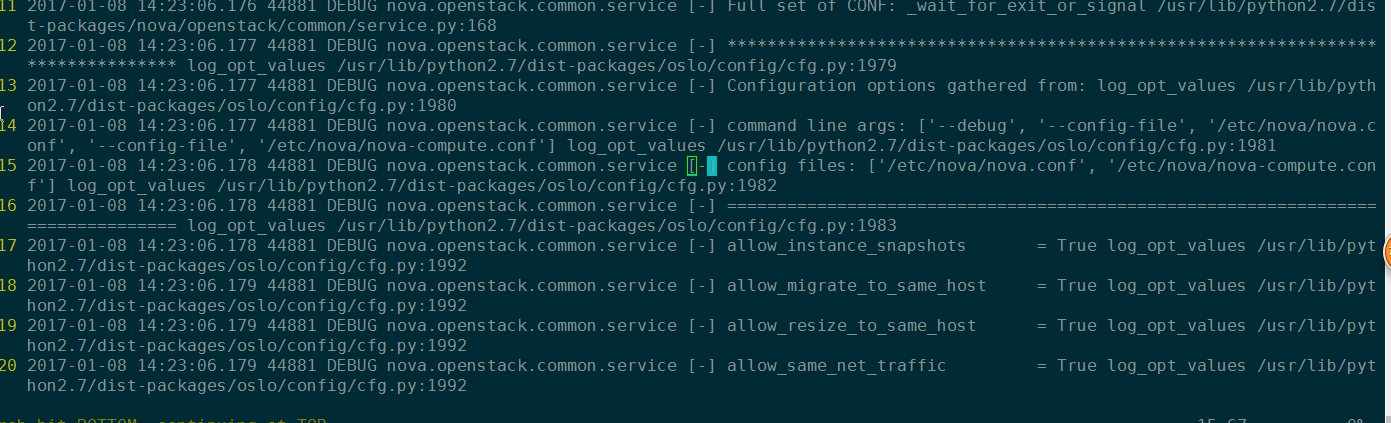 11 2017-01-08 14:23:06.176 44881 DEBUG nova.openstack.common.service [-] Full set of CONF: _wait_for_exit_or_signal /usr/lib/python2.7/dis
t-packages/nova/openstack/common/service.py:168
12 2017-01-08 14:23:06.177 44881 DEBUG nova.openstack.common.service [-] *****************************************************************
*************** log_opt_values /usr/lib/python2.7/dist-packages/oslo/config/cfg.py:1979
13 2017-01-08 14:23:06.177 44881 DEBUG nova.openstack.common.service [-] Configuration options gathered from: log_opt_values /usr/lib/pyth
on2.7/dist-packages/oslo/config/cfg.py:1980
14 2017-01-08 14:23:06.177 44881 DEBUG nova.openstack.common.service [-] command line args: ['--debug', '--config-file', '/etc/nova/nova.c
onf', '--config-file', '/etc/nova/nova-compute.conf'] log_opt_values /usr/lib/python2.7/dist-packages/oslo/config/cfg.py:1981
15 2017-01-08 14:23:06.178 44881 DEBUG nova.openstack.common.service [-] config files: ['/etc/nova/nova.conf', '/etc/nova/nova-compute.con
f'] log_opt_values /usr/lib/python2.7/dist-packages/oslo/config/cfg.py:1982
16 2017-01-08 14:23:06.178 44881 DEBUG nova.openstack.common.service [-] =================================================================
=============== log_opt_values /usr/lib/python2.7/dist-packages/oslo/config/cfg.py:1983
17 2017-01-08 14:23:06.178 44881 DEBUG nova.openstack.common.service [-] allow_instance_snapshots       = True log_opt_values /usr/lib/pyt
hon2.7/dist-packages/oslo/config/cfg.py:1992
18 2017-01-08 14:23:06.179 44881 DEBUG nova.openstack.common.service [-] allow_migrate_to_same_host     = True log_opt_values /usr/lib/pyt
hon2.7/dist-packages/oslo/config/cfg.py:1992
19 2017-01-08 14:23:06.179 44881 DEBUG nova.openstack.common.service [-] allow_resize_to_same_host      = True log_opt_values /usr/lib/pyt
hon2.7/dist-packages/oslo/config/cfg.py:1992
20 2017-01-08 14:23:06.179 44881 DEBUG nova.openstack.common.service [-] allow_same_net_traffic         = True log_opt_values /usr/lib/pyt
hon2.7/dist-packages/oslo/config/cfg.py:1992
hit BOTTOM, continuing at TOP